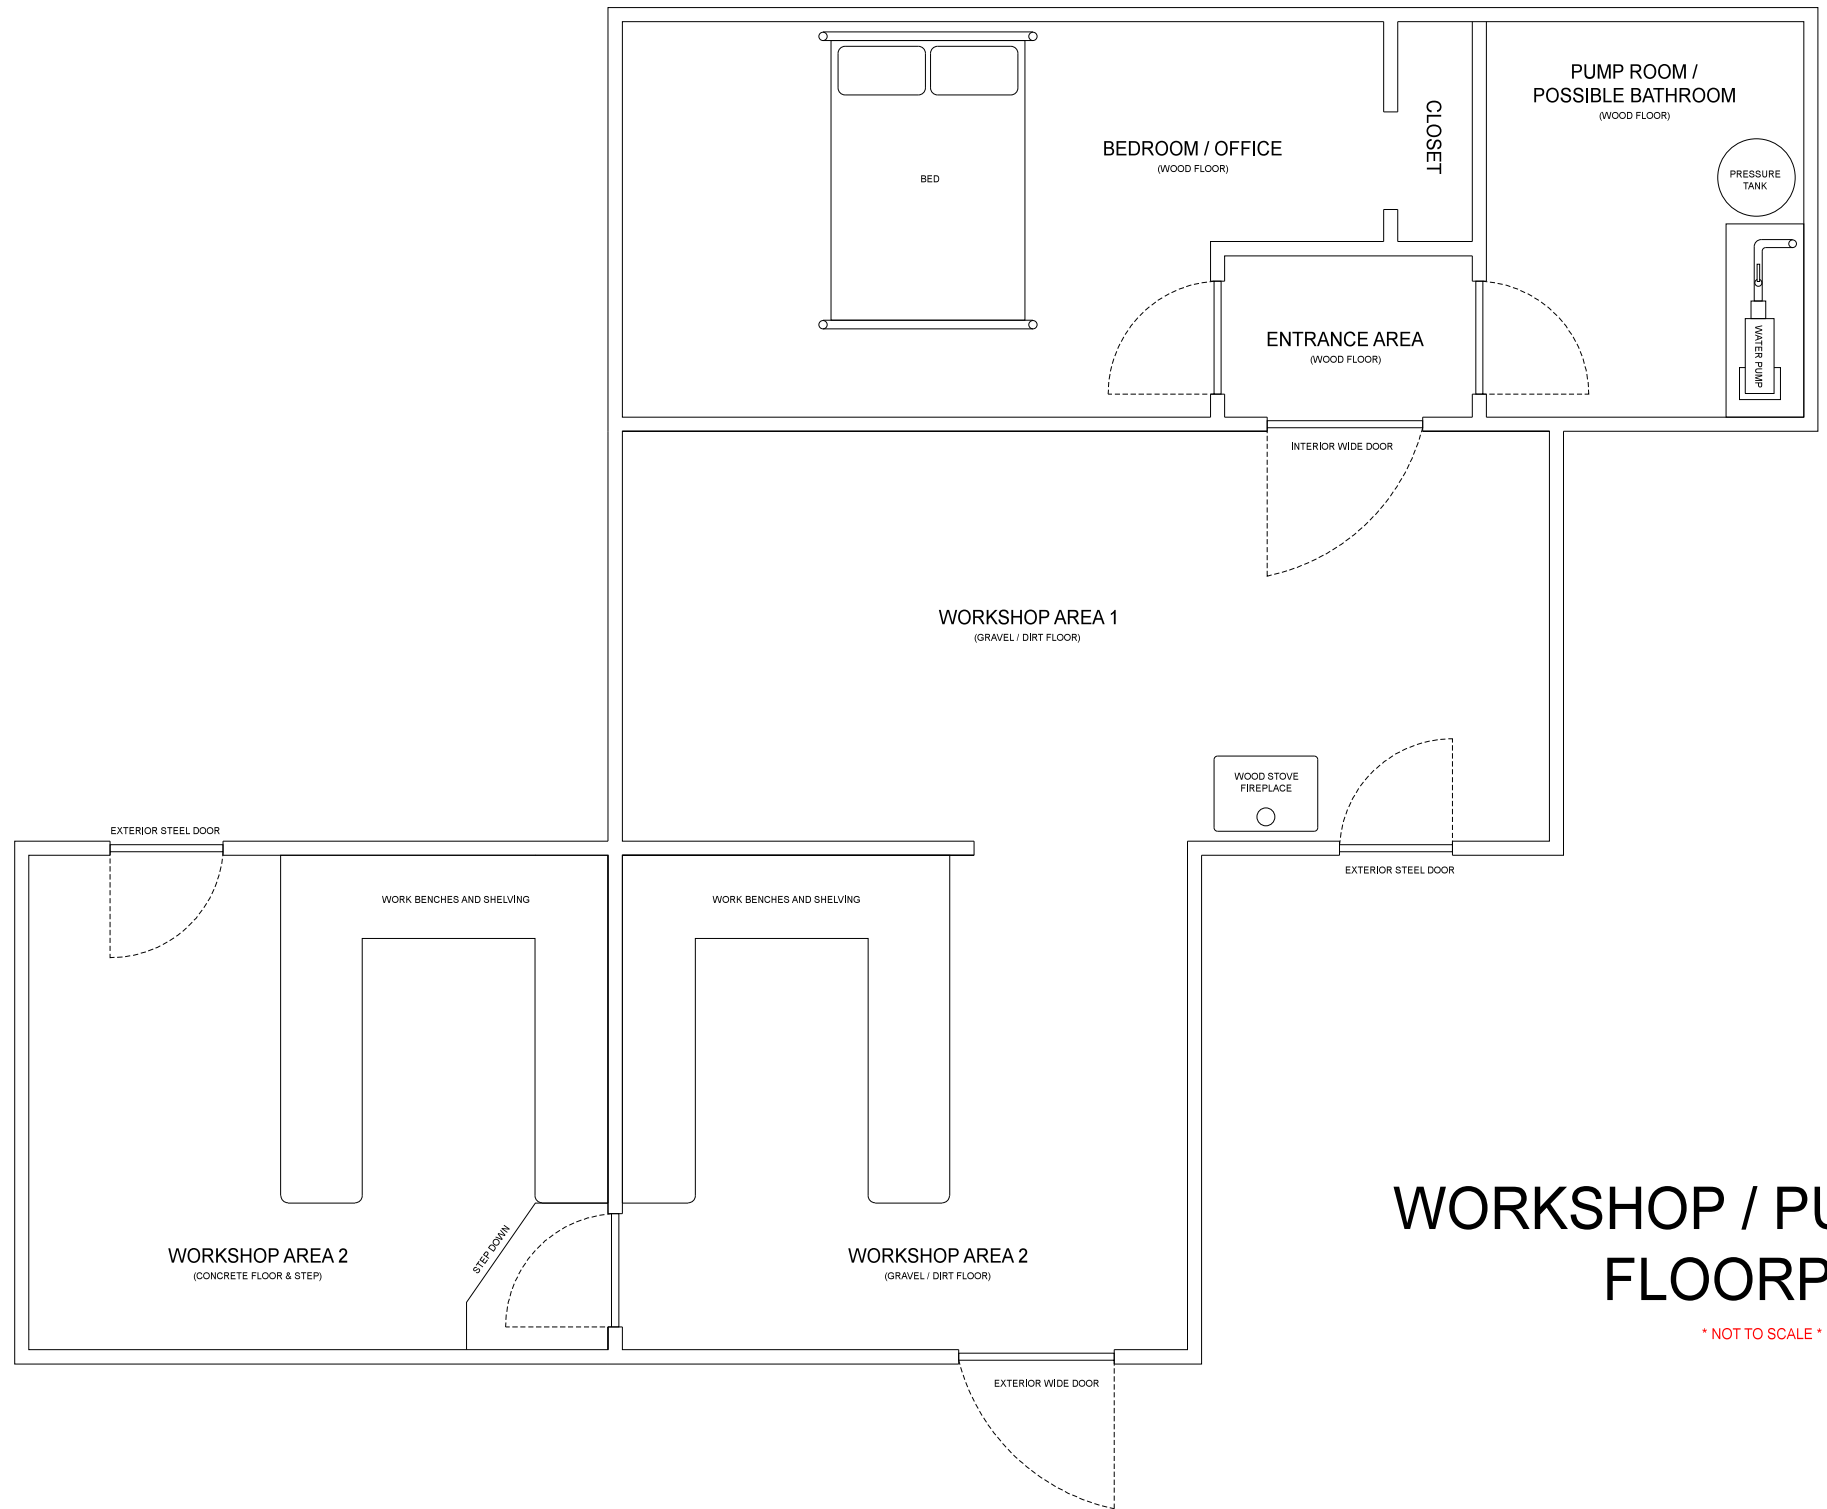 PUMP ROOM /
POSSIBLE BATHROOM
(WOOD FLOOR)
CLOSET
BEDROOM / OFFICE
(WOOD FLOOR)
BED
PRESSURE
TANK
WATER PUMP
ENTRANCE AREA
(WOOD FLOOR)
INTERIOR WIDE DOOR
WORKSHOP AREA 1
(GRAVEL / DIRT FLOOR)
WOOD STOVE
FIREPLACE
EXTERIOR STEEL DOOR
EXTERIOR STEEL DOOR
WORK BENCHES AND SHELVING
WORK BENCHES AND SHELVING
STEP DOWN
WORKSHOP AREA 2
(CONCRETE FLOOR & STEP)
WORKSHOP AREA 2
(GRAVEL / DIRT FLOOR)
EXTERIOR WIDE DOOR
WORKSHOP / PU
FLOORP
* NOT TO SCALE *